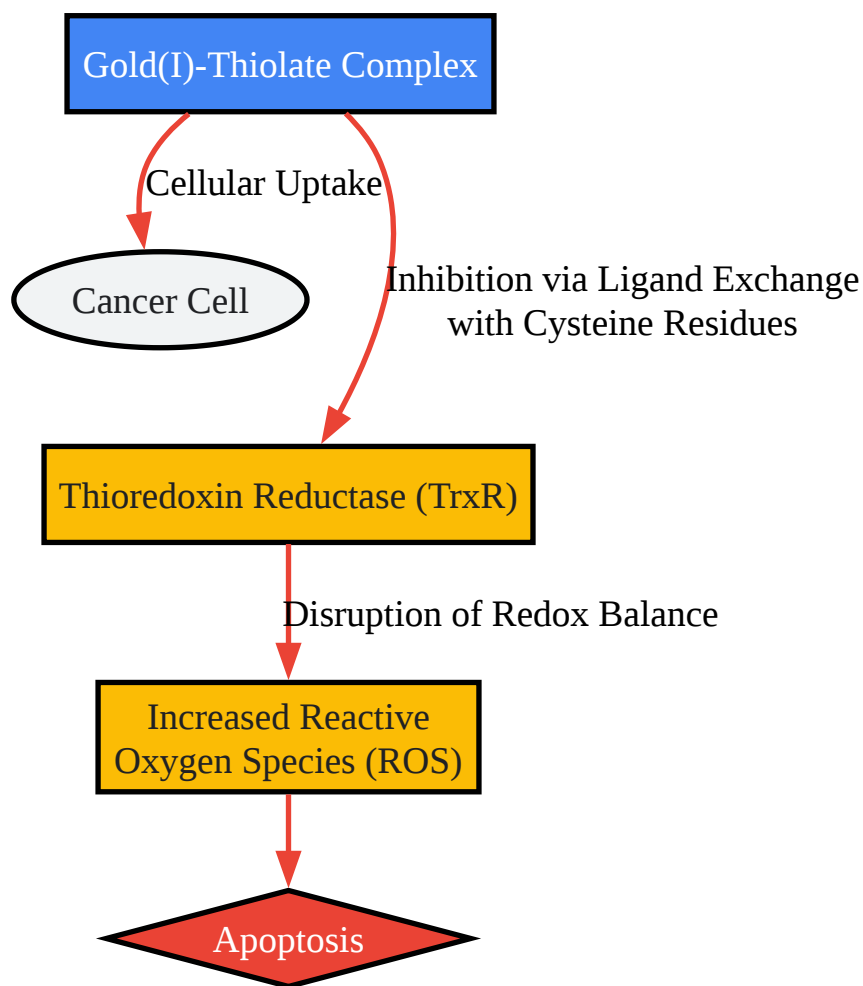 Gold(I)-Thiolate Complex
Cellular Uptake
Inhibition via Ligand Exchange
with Cysteine Residues
Cancer Cell
Thioredoxin Reductase (TrxR)
Disruption of Redox Balance
Increased Reactive
Oxygen Species (ROS)
Apoptosis